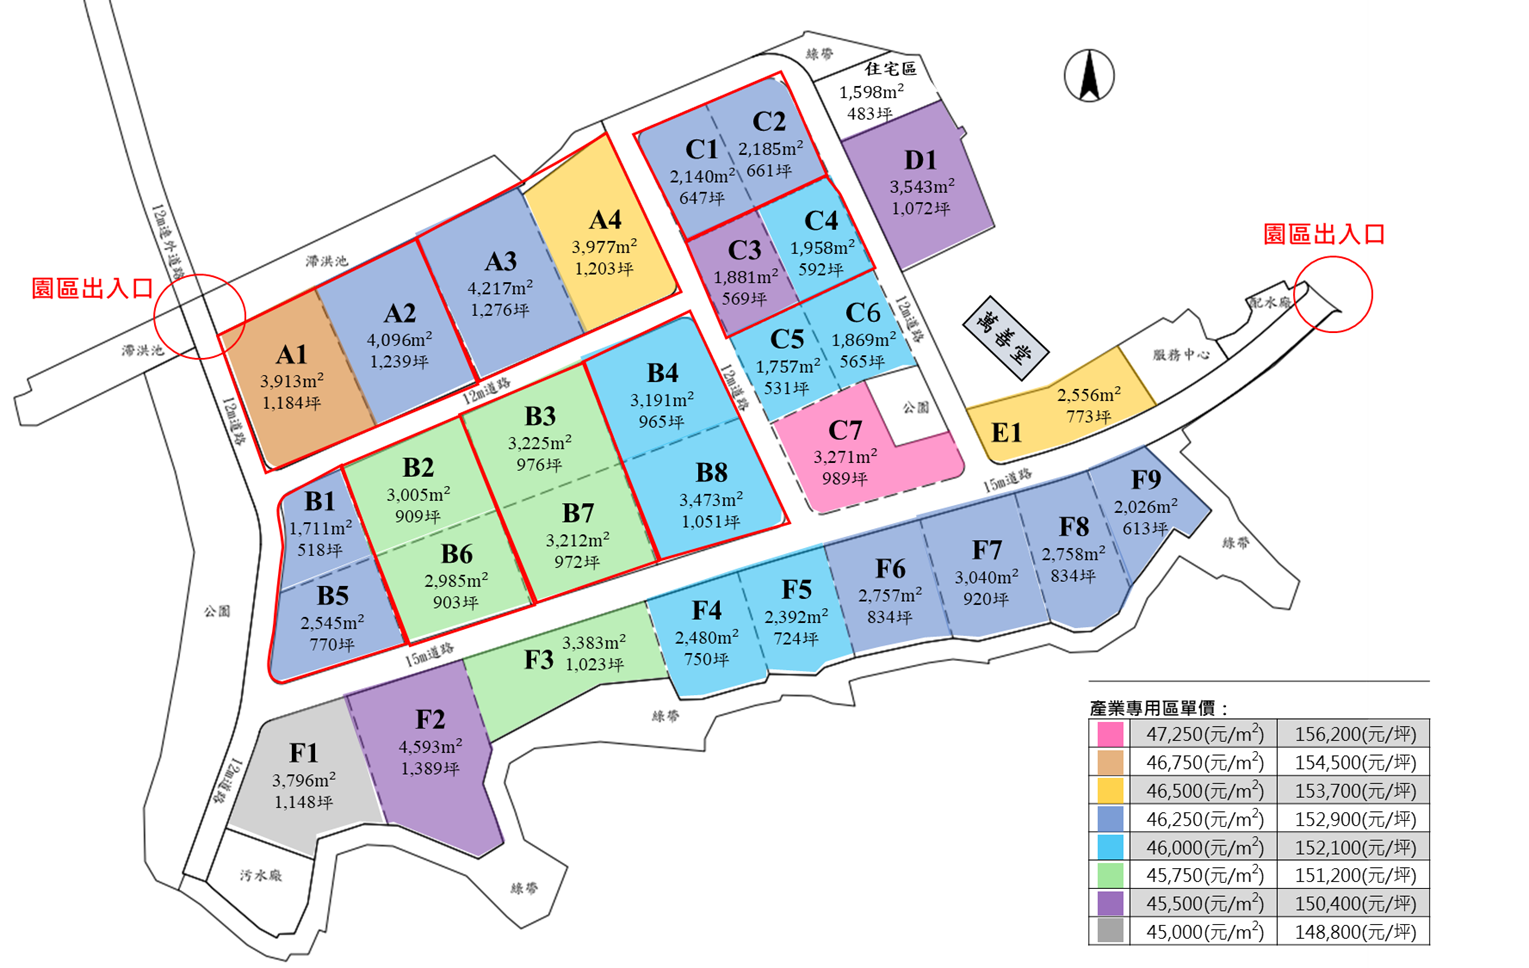 綠帶
住宅區
1,598m²
483坪
C2
2,185m²
661坪
C1
2,140m²
647坪
D1
3,543m²
1,072坪
12m連外道路
A4
3,977m²
1,203坪
C4
1,958m²
592坪
C3
1,881m²
569坪
園區出入口
園區出入口
滯洪池
A3
4,217m²
1,276坪
A2
4,096m²
1,239坪
A1
3,913m²
1,184坪
滯洪池
12m道路
12m道路
12m道路
12m道路
C6
1,869m²
565坪
C5
1,757m²
531坪
萬善堂
配水廠
服務中心
2,556m²
773坪
E1
公園
C7
3,271m²
989坪
B4
3,191m²
965坪
B3
3,225m²
976坪
B2
3,005m²
909坪
B1
1,711m²
518坪
B8
3,473m²
1,051坪
B7
3,212m²
972坪
B6
2,985m²
903坪
B5
2,545m²
770坪
公園
15m道路
15m道路
F9
2,026m²
613坪
F8
2,758m²
834坪
F7
3,040m²
920坪
F6
2,757m²
834坪
F5
2,392m²
724坪
F4
2,480m²
750坪
F3
3,383m²
1,023坪
F2
4,593m²
1,389坪
F1
3,796m²
1,148坪
綠帶
綠帶
綠帶
12m道路
污水廠
產業專用區單價：
47,250(元/m²) 156,200(元/坪)
46,750(元/m²) 154,500(元/坪)
46,500(元/m²) 153,700(元/坪)
46,250(元/m²) 152,900(元/坪)
46,000(元/m²) 152,100(元/坪)
45,750(元/m²) 151,200(元/坪)
45,500(元/m²) 150,400(元/坪)
45,000(元/m²) 148,800(元/坪)